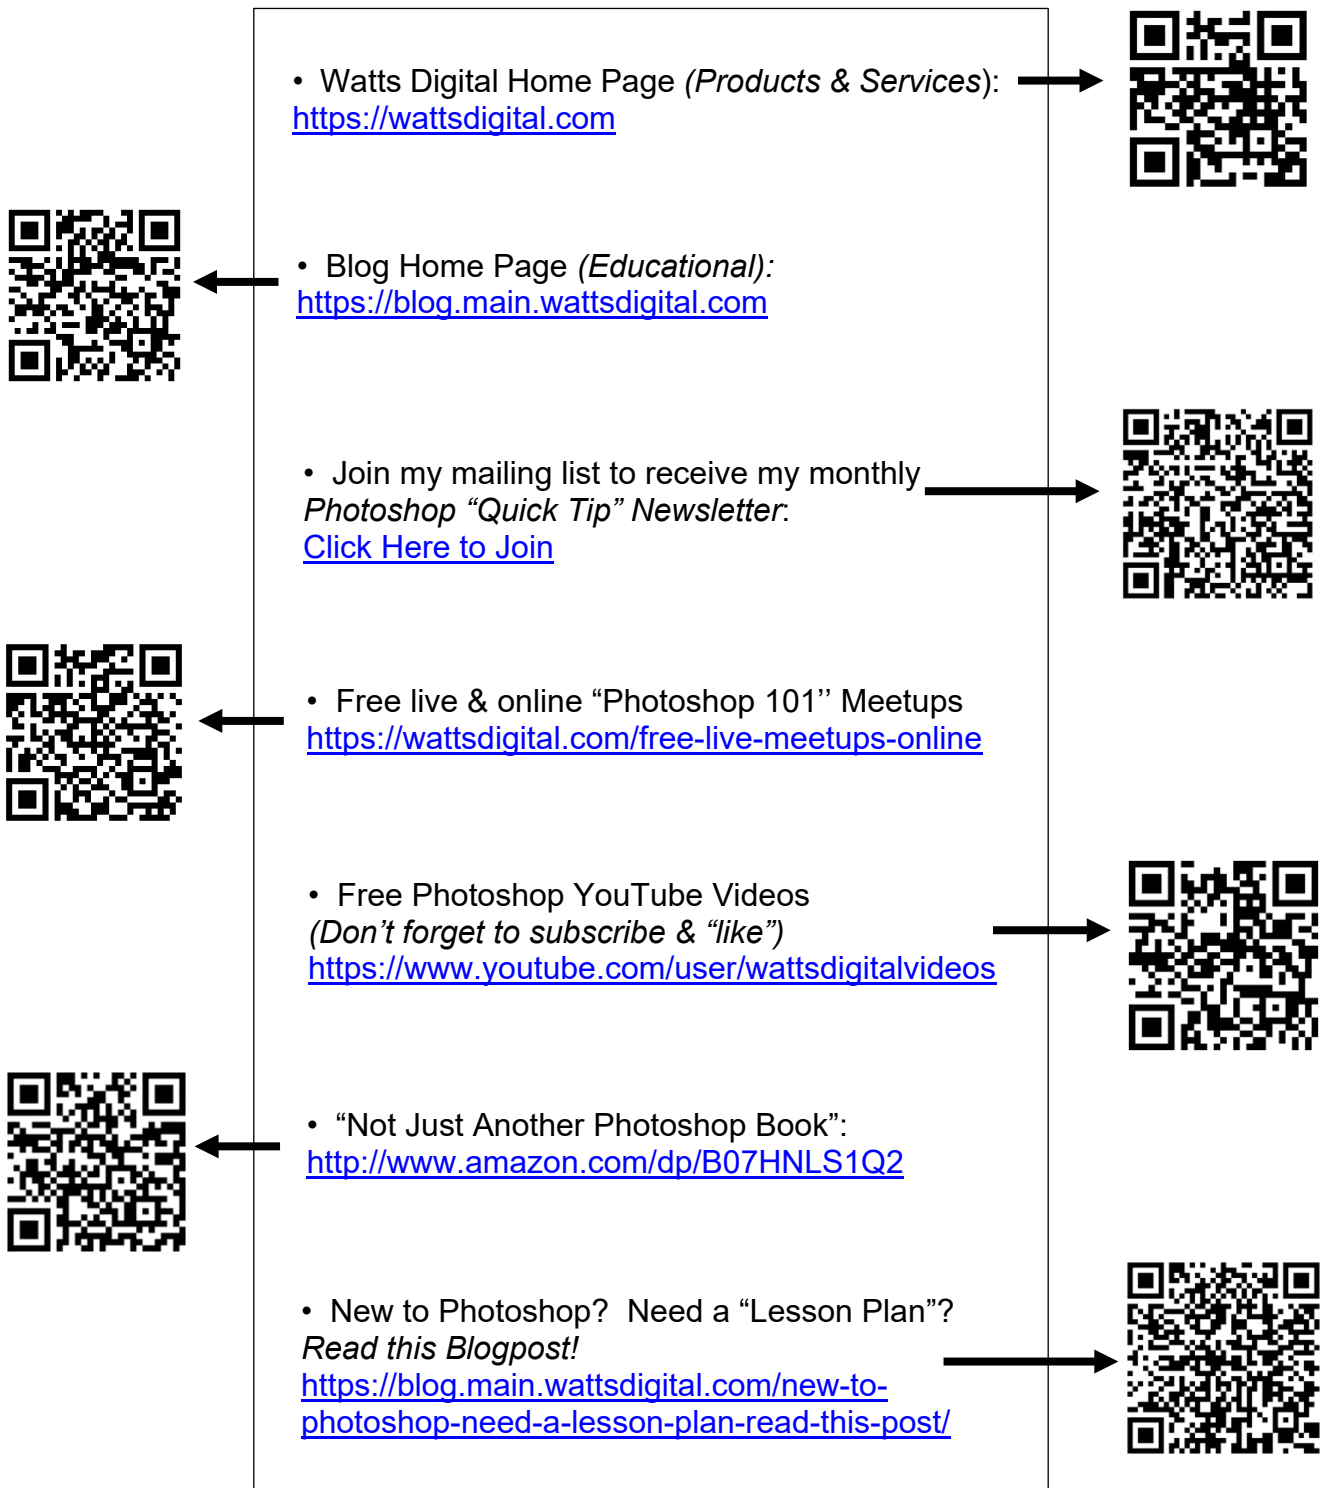 • Watts Digital Home Page (Products & Services):
https://wattsdigital.com
• Blog Home Page (Educational):
https://blog.main.wattsdigital.com
• Join my mailing list to receive my monthly
Photoshop “Quick Tip” Newsletter:
Click Here to Join
• Free live & online “Photoshop 101’’ Meetups
https://wattsdigital.com/free-live-meetups-online
• Free Photoshop YouTube Videos
(Don’t forget to subscribe & “like”)
https://www.youtube.com/user/wattsdigitalvideos
• “Not Just Another Photoshop Book”:
http://www.amazon.com/dp/B07HNLS1Q2
• New to Photoshop? Need a “Lesson Plan”?
Read this Blogpost!
https://blog.main.wattsdigital.com/new-to-
photoshop-need-a-lesson-plan-read-this-post/